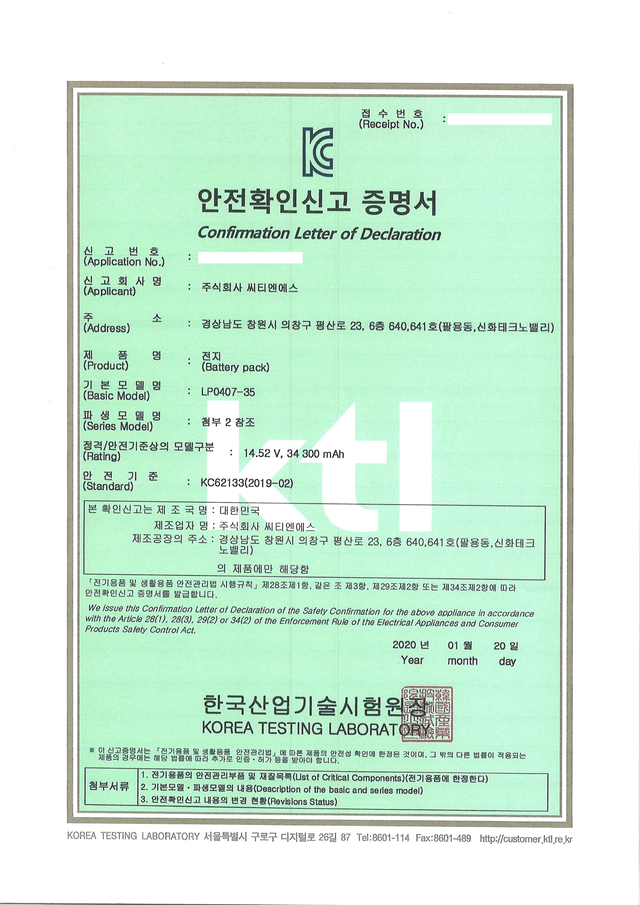 접 수 번 호
(Receipt No.) :
KC
안전확인신고 증명서
Confirmation Letter of Declaration
신 고 번 호
(Application No.) :
신 고 회 사 명
(Applicant) : 주식회사 씨티엔에스
주 소
(Address) : 경상남도 창원시 의창구 평산로 23, 6층 640,641호(팔용동,신화테크노밸리)
제 품 명
(Product) : 전지
(Battery pack)
기 본 모 델 명
(Basic Model) : LP0407-35
파 생 모 델 명
(Series Model) : 첨부 2 참조
정격/안전기준상의 모델구분
(Rating) : 14.52 V, 34 300 mAh
안 전 기 준
(Standard) : KC62133(2019-02)
ktl
본 확인신고는 제 조 국 명 : 대한민국
제조업자 명 : 주식회사 씨티엔에스
제조공장의 주소 : 경상남도 창원시 의창구 평산로 23, 6층 640,641호(팔용동,신화테크
노밸리)
의 제품에만 해당함
「전기용품 및 생활용품 안전관리법 시행규칙」 제28조제1항, 같은 조 제3항, 제29조제2항 또는 제34조제2항에 따라
안전확인신고 증명서를 발급합니다.
We Issue this Confirmation Letter of Declaration of the Safety Confirmation for the above appliance in accordance
with the Article 28(1), 28(3), 29(2) or 34(2) of the Enforcement Rule of the Electrical Appliances and Consumer
Products Safety Control Act.
2020 년 01 월 20 일
Year month day
한국산업기술시험원장
KOREA TESTING LABORATORY
※ 이 신고증명서는 「전기용품 및 생활용품 안전관리법」에 따른 제품의 안전성 확인에 한정된 것이며, 그 밖의 다른 법률이 적용되는
제품의 경우에는 해당 법률에 따라 추가로 인증·허가 등을 받아야 합니다.
첨부서류
1. 전기용품의 안전관리부품 및 재질목록(List of Critical Components)(전기용품에 한정한다)
2. 기본모델·파생모델의 내용(Description of the basic and series model)
3. 안전확인신고 내용의 변경 현황(Revisions Status)
KOREA TESTING LABORATORY 서울특별시 구로구 디지털로 26길 87 Tel:8601-114 Fax:8601-489 http://customer.ktl.re.kr